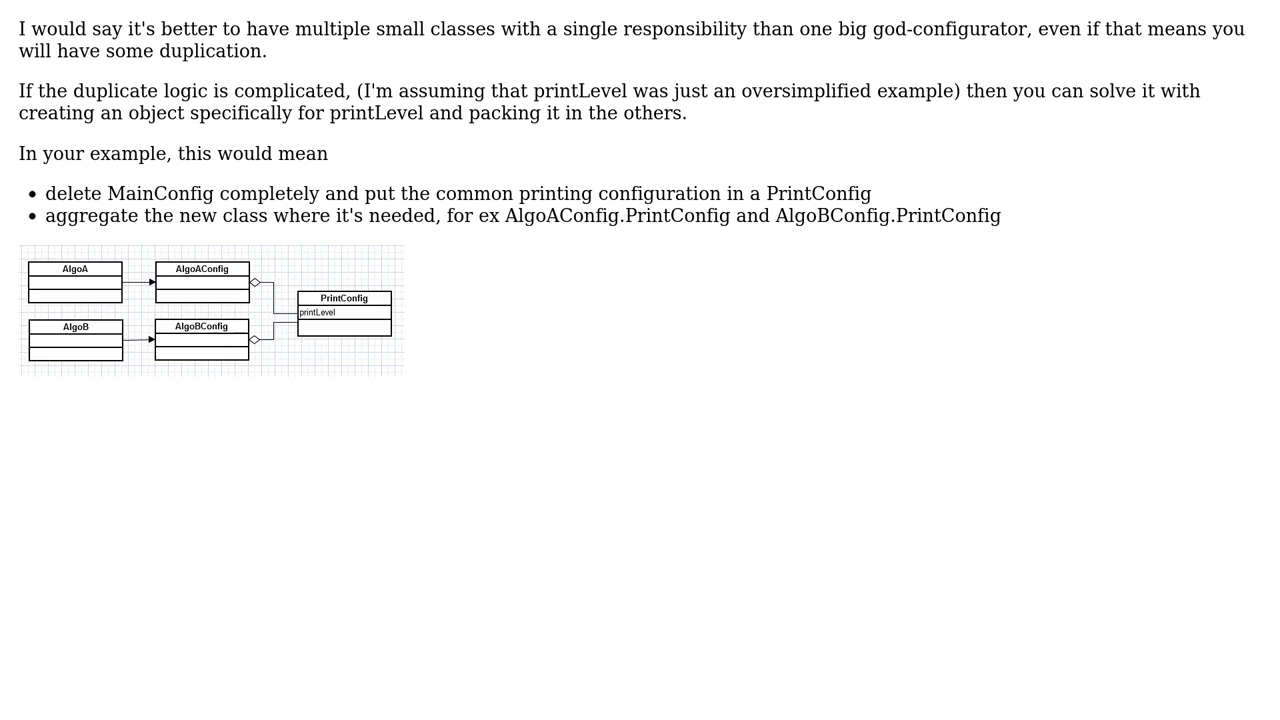 I would say it's better to have multiple small classes with a single responsibility than one big god-configurator, even if that means you
will have some duplication.
If the duplicate logic is complicated, (I'm assuming that printLevel was just an oversimplified example) then you can solve it with
creating an object specifically for printLevel and packing it in the others.
In your example, this would mean
• delete MainConfig completely and put the common printing configuration in a PrintConfig
• aggregate the new class where it's needed, for ex AlgoAConfig.PrintConfig and AlgoBConfig.PrintConfig
AlgoA
AlgoAConfig
PrintConfig
printLevel
AlgoB
AlgoBConfig